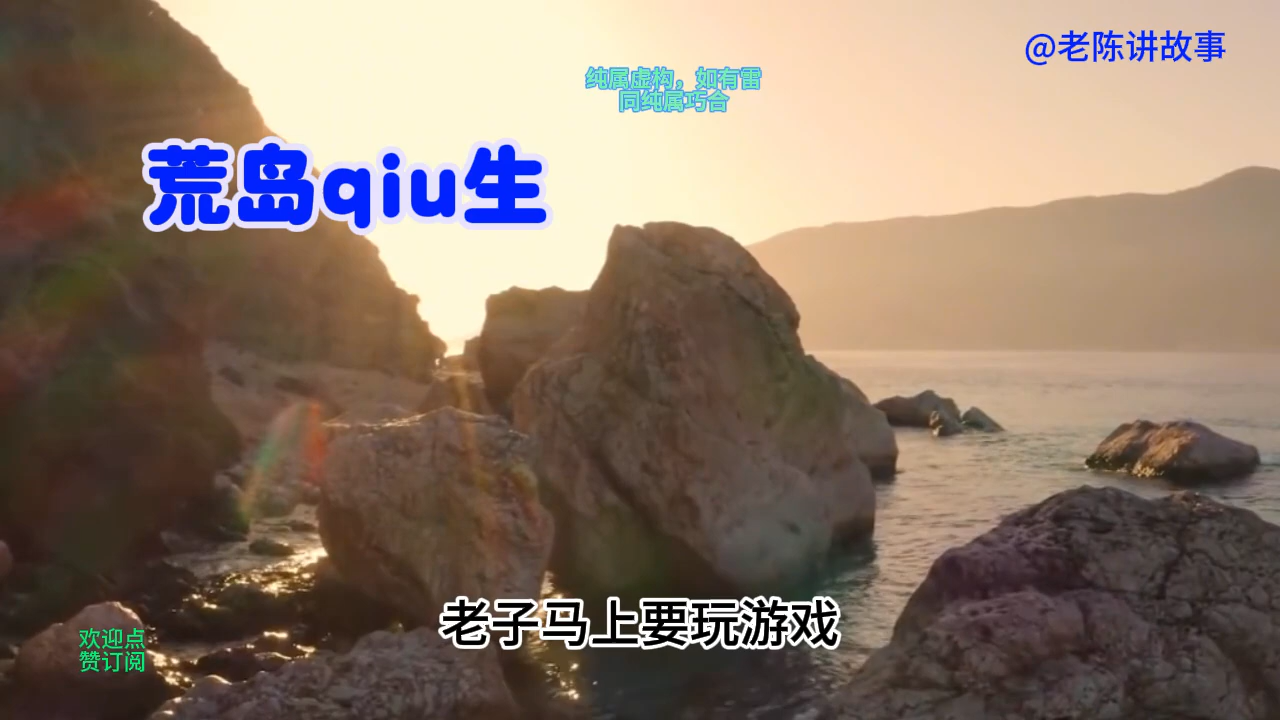 @老陈讲故事
纯属虚构，如有雷
同纯属巧合
荒岛qiu生
老子马上要玩游戏
欢迎点
赞订阅